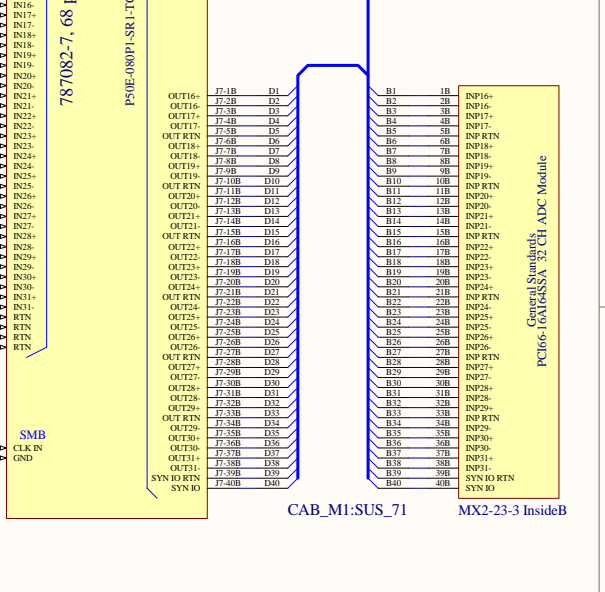 IN16-
IN17+
IN17-
IN18+
IN18-
IN19+
IN19-
IN20+
IN20-
IN21+
IN21-
IN22+
IN22-
IN23+
IN23-
IN24+
IN24-
IN25+
IN25-
IN26+
IN26-
IN27+
IN27-
IN28+
IN28-
IN29+
IN29-
IN30+
IN30-
IN31+
IN31-
RTN
RTN
RTN
RTN
SMB
CLK IN
GND
787082-7, 68
P50E-080P1-SR1-TG
OUT16+ J7-1B D1 B1 1B INP16+
OUT16- J7-2B D2 B2 2B INP16-
OUT17+ J7-3B D3 B3 3B INP17+
OUT17- J7-4B D4 B4 4B INP17-
OUT RTN J7-5B D5 B5 5B INP RTN
OUT18+ J7-6B D6 B6 6B INP18+
OUT18- J7-7B D7 B7 7B INP18-
OUT19+ J7-8B D8 B8 8B INP19+
OUT19- J7-9B D9 B9 9B INP19-
OUT RTN J7-10B D10 B10 10B INP RTN
OUT20+ J7-11B D11 B11 11B INP20+
OUT20- J7-12B D12 B12 12B INP20-
OUT21+ J7-13B D13 B13 13B INP21+
OUT21- J7-14B D14 B14 14B INP21-
OUT RTN J7-15B D15 B15 15B INP RTN
OUT22+ J7-16B D16 B16 16B INP22+
OUT22- J7-17B D17 B17 17B INP22-
OUT23+ J7-18B D18 B18 18B INP23+
OUT23- J7-19B D19 B19 19B INP23-
OUT24+ J7-20B D20 B20 20B INP24+
OUT RTN J7-21B D21 B21 21B INP RTN
OUT24- J7-22B D22 B22 22B INP24-
OUT25+ J7-23B D23 B23 23B INP25+
OUT25- J7-24B D24 B24 24B INP25-
OUT26+ J7-25B D25 B25 25B INP26+
OUT26- J7-26B D26 B26 26B INP26-
OUT RTN J7-27B D27 B27 27B INP RTN
OUT27+ J7-28B D28 B28 28B INP27+
OUT27- J7-29B D29 B29 29B INP27-
OUT28+ J7-30B D30 B30 30B INP28+
OUT28- J7-31B D31 B31 31B INP28-
OUT29+ J7-32B D32 B32 32B INP29+
OUT RTN J7-33B D33 B33 33B INP RTN
OUT29- J7-34B D34 B34 34B INP29-
OUT30+ J7-35B D35 B35 35B INP30+
OUT30- J7-36B D36 B36 36B INP30-
OUT31+ J7-37B D37 B37 37B INP31+
OUT31- J7-38B D38 B38 38B INP31-
SYN IO RTN J7-39B D39 B39 39B SYN IO RTN
SYN IO J7-40B D40 B40 40B SYN IO
General Standards
PCI66-16AI64SSA 32 CH ADC Module
CAB_M1:SUS_71
MX2-23-3 InsideB